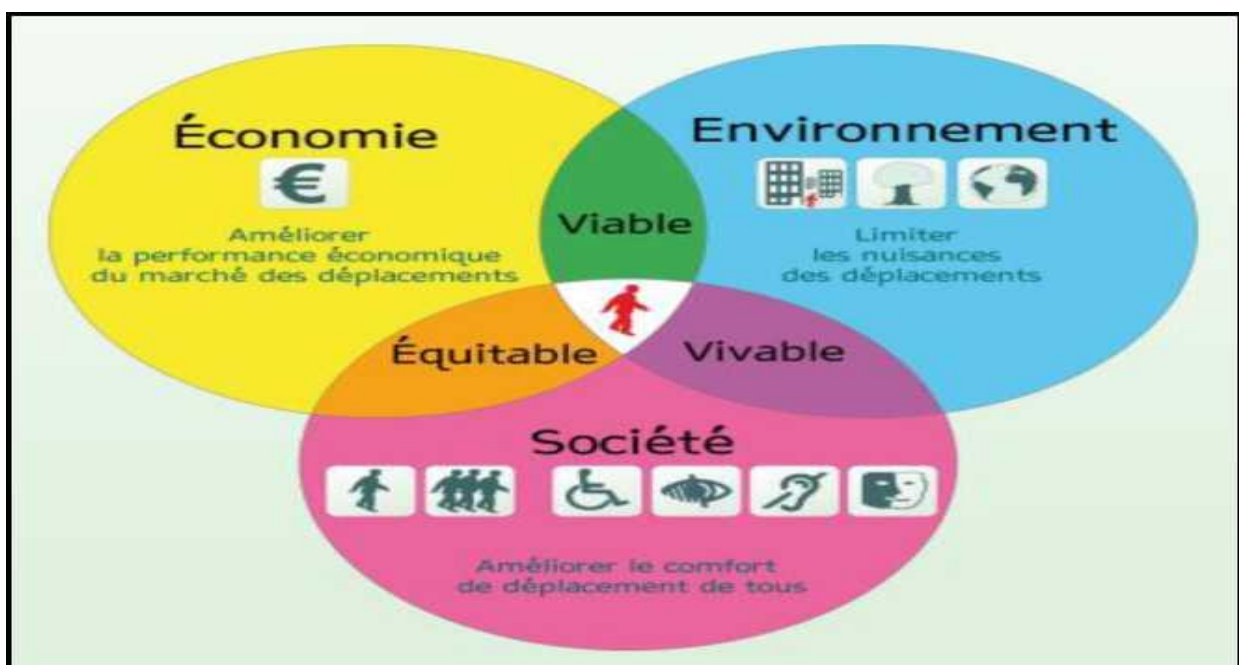 Économie
€
Améliorer
la performance économique
du marché des déplacements
Viable
Environnement
Limiter
les nuisances
des déplacements
Équitable
Vivable
Société
Améliorer le comfort
de déplacement de tous